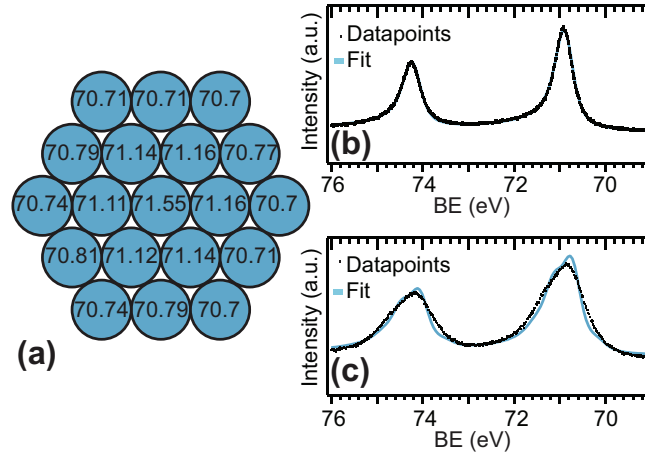 70.71 70.71 70.7
70.79 71.14 71.16 70.77
70.74 71.11 71.55 71.16 70.7
70.81 71.12 71.14 70.71
70.74 70.79 70.7
(a)
Intensity (a.u.)
Datapoints
Fit
(b)
76 74 72 70
BE (eV)
Intensity (a.u.)
Datapoints
Fit
(c)
76 74 72 70
BE (eV)